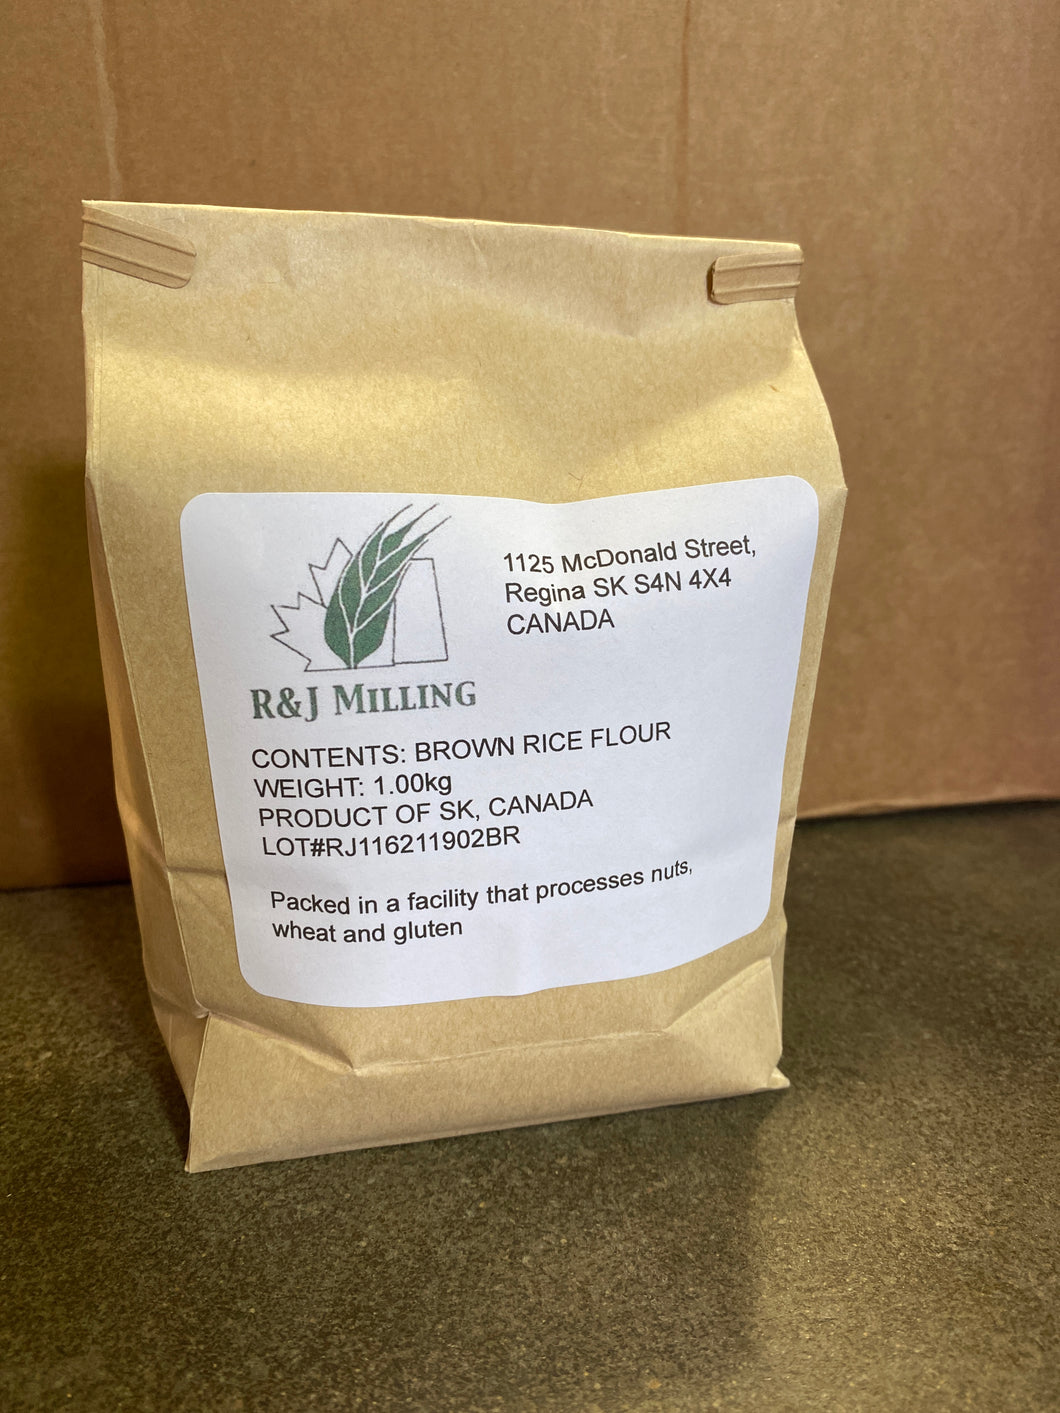 1125 McDonald Street,
Regina SK S4N 4X4
CANADA
R&J MILLING
CONTENTS: BROWN RICE FLOUR
WEIGHT: 1.00kg
PRODUCT OF SK, CANADA
LOT#RJ116211902BR
Packed in a facility that processes nuts,
wheat and gluten